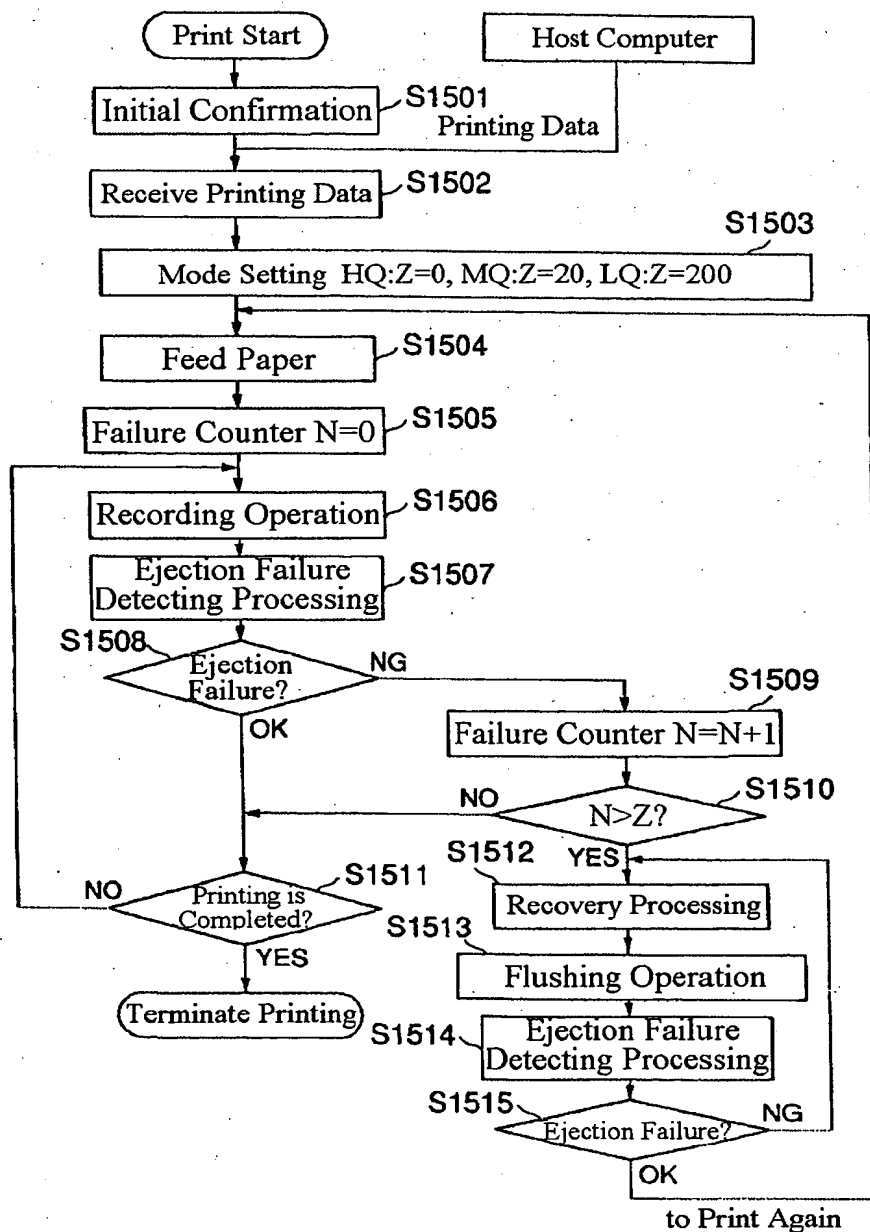 Print Start
Host Computer
S1501
Initial Confirmation
Printing Data
S1502
Receive Printing Data
S1503
Mode Setting HQ:Z=0, MQ:Z=20, LQ:Z=200
S1504
Feed Paper
S1505
Failure Counter N=0
S1506
Recording Operation
S1507
Ejection Failure
Detecting Processing
S1508
Ejection
Failure?
NG
OK
S1509
Failure Counter N=N+1
S1510
N>Z?
NO
YES
S1511
Printing is
Completed?
NO
YES
Terminate Printing
S1512
Recovery Processing
S1513
Flushing Operation
S1514
Ejection Failure
Detecting Processing
S1515
Ejection Failure?
NG
OK
to Print Again